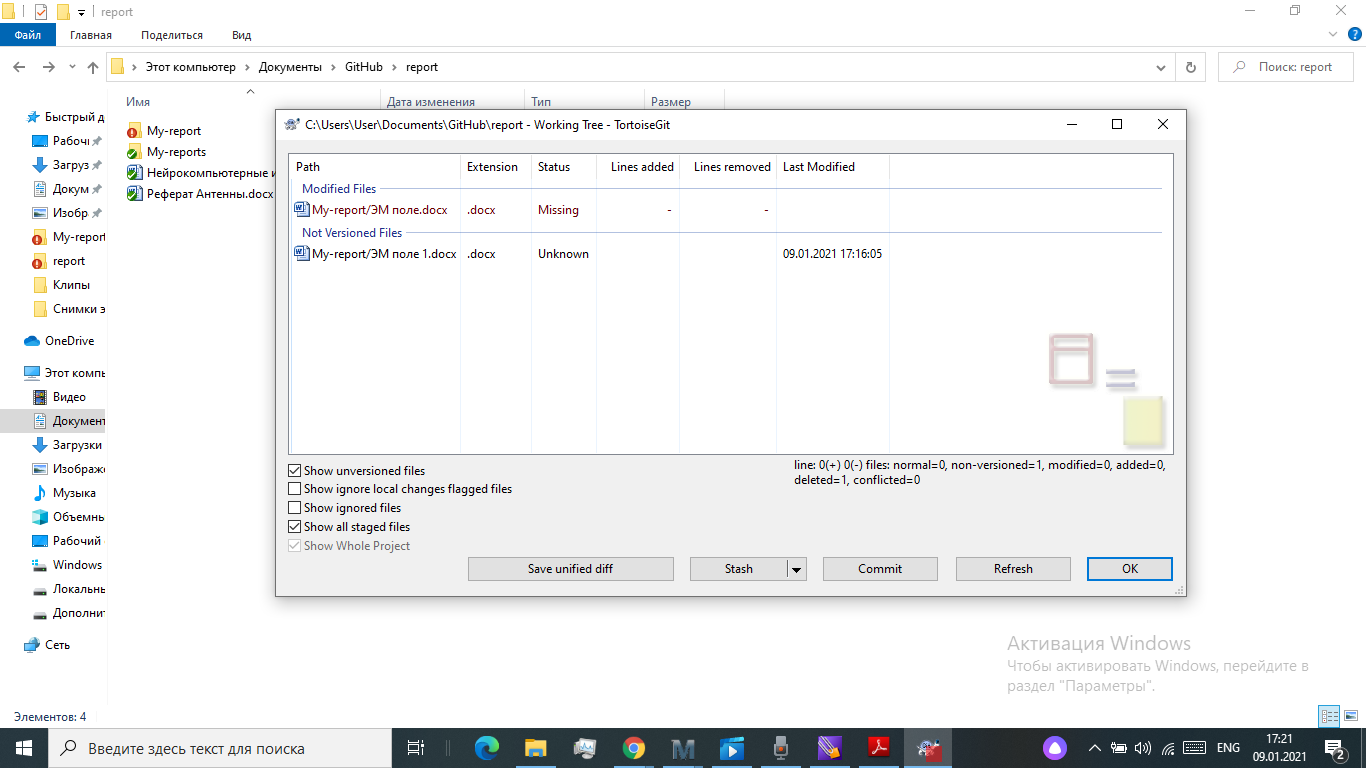 report
Файл Главная Поделиться Вид
Этот компьютер Документы GitHub report
Поиск: report
Имя Дата изменения Тип Размер
Быстрый д
Рабочи
Загруз
Докум
Изобр
My-report
report
Клипы
Снимки э
OneDrive
Этот компь
Видео
Документ
Загрузки
Изображе
Музыка
Объемнь
Рабочий
Windows
Локальнь
Дополнит
Сеть
My-report
My-reports
Нейрокомпьютерные и
Реферат Антенны.docx
C:\Users\User\Documents\GitHub\report - Working Tree - TortoiseGit
Path Extension Status Lines added Lines removed Last Modified
Modified Files
My-report/ЭМ поле.docx .docx Missing - -
Not Versioned Files
My-report/ЭМ поле 1.docx .docx Unknown 09.01.2021 17:16:05
line: 0(+) 0(-) files: normal=0, non-versioned=1, modified=0, added=0,
deleted=1, conflicted=0
Show unversioned files
Show ignore local changes flagged files
Show ignored files
Show all staged files
Show Whole Project
Save unified diff Stash Commit Refresh OK
Активация Windows
Чтобы активировать Windows, перейдите в
раздел "Параметры".
Элементов: 4
Введите здесь текст для поиска
ENG
17:21
09.01.2021
2